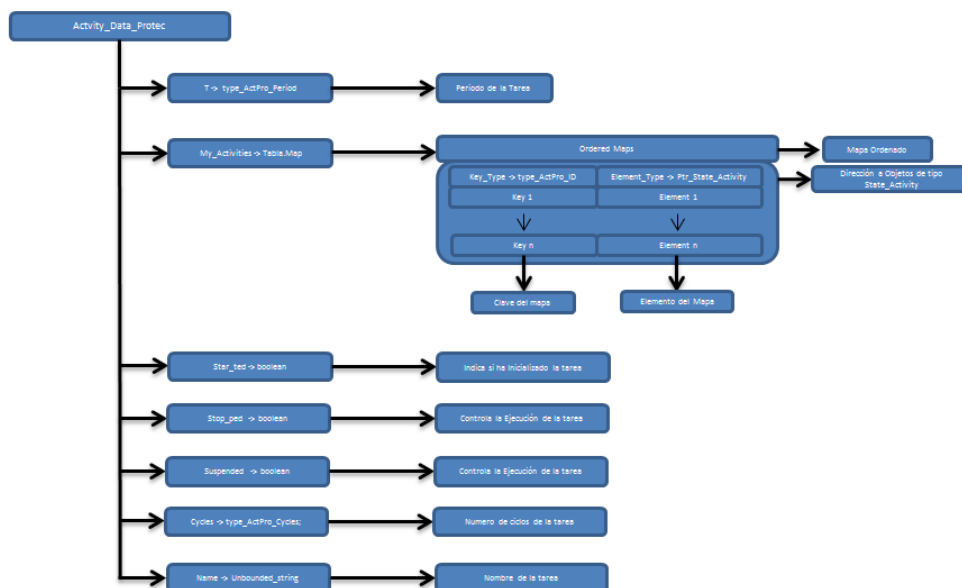 Actvity_Data_Protec
T -> type_ActPro_Period
Periodo de la Tarea
My_Activities -> Tabla.Map
Ordered Maps
Mapa Ordenado
Key_Type -> type_ActPro_ID
Element_Type -> Ptr_State_Activity
Dirección a Objetos de tipo
State_Activity
Key 1
Element 1
Key n
Element n
Clave del mapa
Elemento del Mapa
Star_ted -> boolean
Indica si ha Inicializado la tarea
Stop_ped -> boolean
Controla la Ejecución de la tarea
Suspended -> boolean
Controla la Ejecución de la tarea
Cycles -> type_ActPro_Cycles;
Numero de ciclos de la tarea
Name -> Unbounded_string
Nombre de la tarea